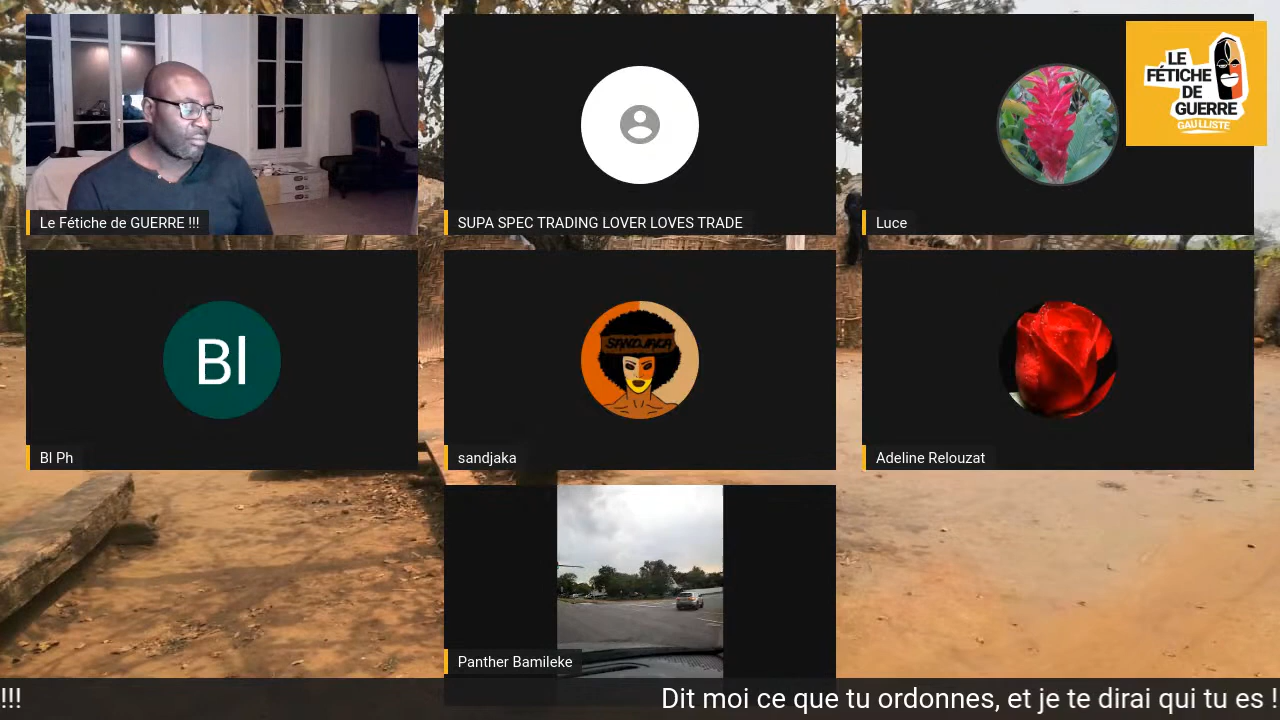 LE
FÉTICHE
DE
GUERRE
GAULLISTE
Le Fétiche de GUERRE !!!
SUPA SPEC TRADING LOVER LOVES TRADE
Luce
Bl
SANDJAKA
Bl Ph
sandjaka
Adeline Relouzat
Panther Bamileke
!!!
Dit moi ce que tu ordonnes, et je te dirai qui tu es !